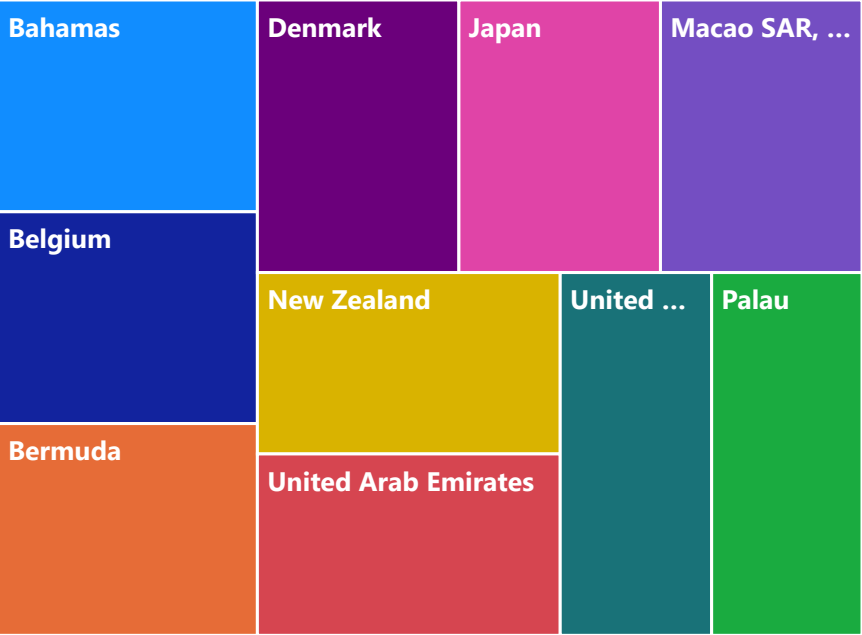 Bahamas
Denmark
Japan
Macao SAR, ...
Belgium
New Zealand
United ...
Palau
Bermuda
United Arab Emirates